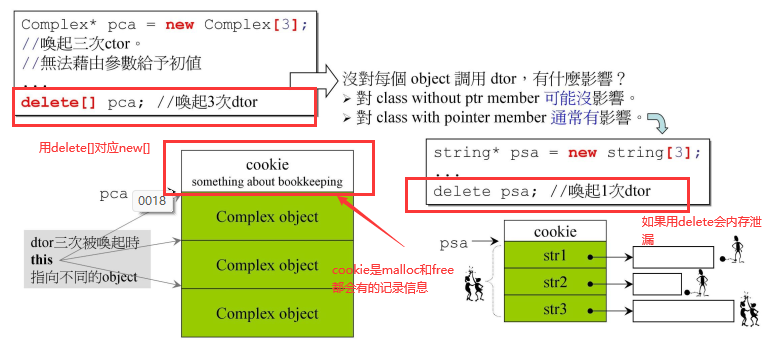 Complex* pca = new Complex[3];
//喚起三次ctor。
//無法藉由參數給予初值
...
delete[] pca; //喚起3次dtor
沒對每個 object 調用 dtor，有什麼影響？
➢ 對 class without ptr member 可能沒影響。
➢ 對 class with pointer member 通常有影響。
string* psa = new string[3];
...
delete psa; //喚起1次dtor
用delete[]对应new[]
cookie
something about bookkeeping
pca
0018
Complex object
Complex object
Complex object
dtor三次被喚起時
this
指向不同的object
cookie是malloc和free
都会有的记录信息
如果用delete会内存泄
漏
psa
cookie
str1
str2
str3